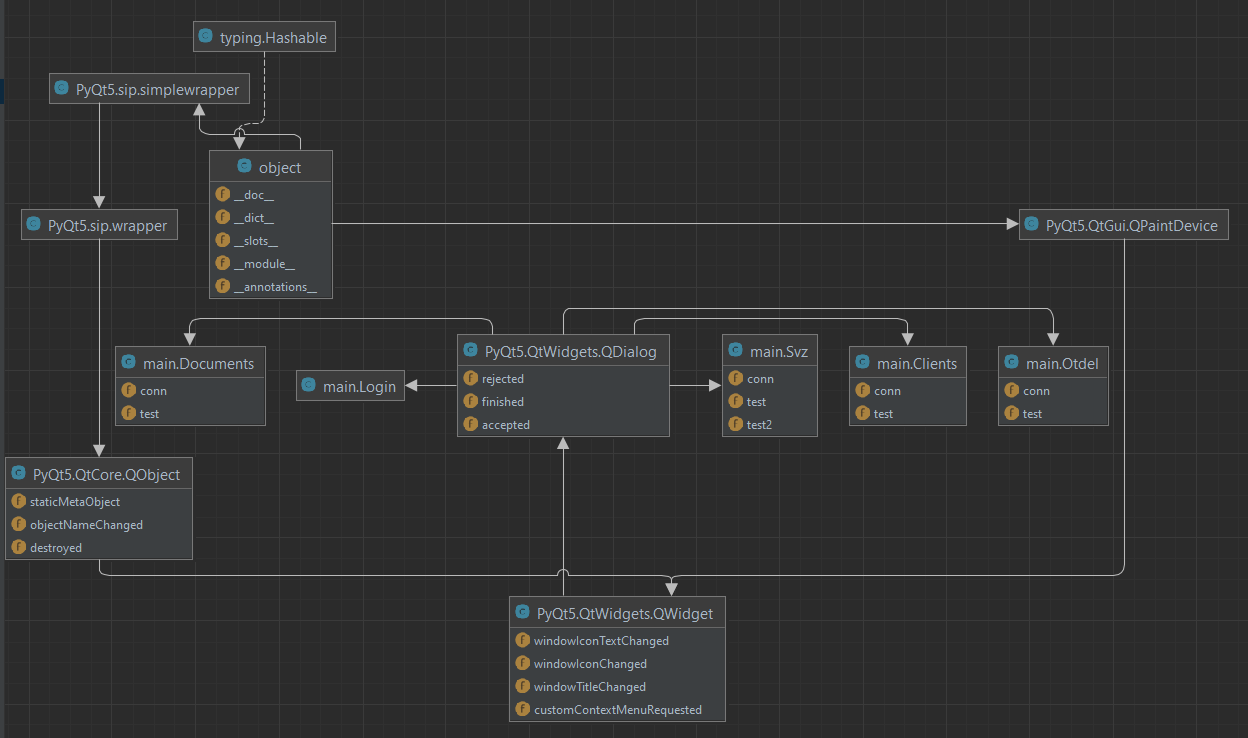 typing.Hashable
PyQt5.sip.simplewrapper
object
__doc__
__dict__
__slots__
__module__
__annotations__
PyQt5.sip.wrapper
PyQt5.QtGui.QPaintDevice
main.Documents
conn
test
main.Login
PyQt5.QtWidgets.QDialog
rejected
finished
accepted
main.Svz
conn
test
test2
main.Clients
conn
test
main.Otdel
conn
test
PyQt5.QtCore.QObject
staticMetaObject
objectNameChanged
destroyed
PyQt5.QtWidgets.QWidget
windowIconTextChanged
windowIconChanged
windowTitleChanged
customContextMenuRequested